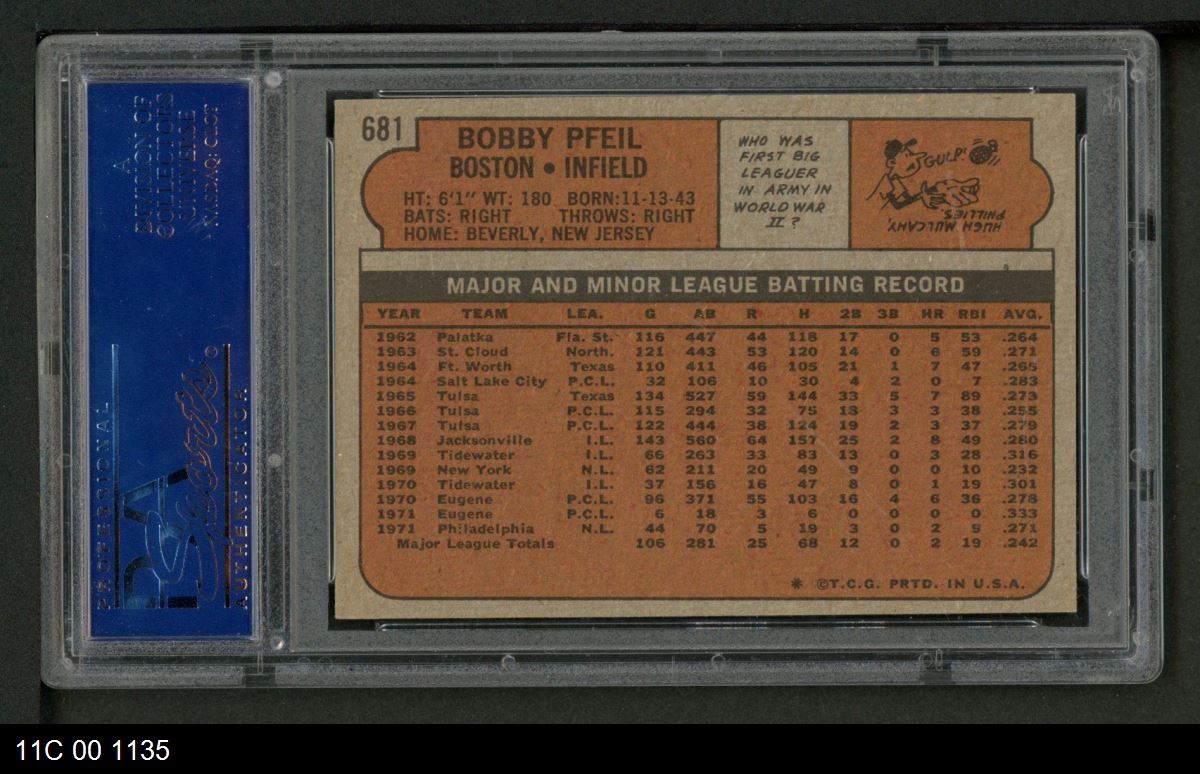 A
DIVISION OF
COLLECTORS
UNIVERSE
NASDAQ: CLCT
PROFESSIONAL
PSA
Sports
AUTHENTICATOR
681
BOBBY PFEIL
BOSTON • INFIELD
HT: 6'1" WT: 180 BORN:11-13-43
BATS: RIGHT THROWS: RIGHT
HOME: BEVERLY, NEW JERSEY
WHO WAS
FIRST BIG
LEAGUER
IN ARMY IN
WORLD WAR
II ?
GULP!
HUGH MULCAHY,
PHILLIES.
MAJOR AND MINOR LEAGUE BATTING RECORD
YEAR TEAM LEA. G AB R H 2B 3B HR RBI AVG.
1962 Palatka Fla. St. 116 447 44 118 17 0 5 53 .264
1963 St. Cloud North. 121 443 53 120 14 0 6 59 .271
1964 Ft. Worth Texas 110 411 46 105 21 1 7 47 .265
1964 Salt Lake City P.C.L. 32 106 10 30 4 2 0 7 .283
1965 Tulsa Texas 134 527 59 144 33 5 7 89 .273
1966 Tulsa P.C.L. 115 294 32 75 13 3 3 38 .255
1967 Tulsa P.C.L. 122 444 38 124 19 2 3 37 .279
1968 Jacksonville I.L. 143 560 64 157 25 2 8 49 .280
1969 Tidewater I.L. 66 263 33 83 13 0 3 28 .316
1969 New York N.L. 62 211 20 49 9 0 0 10 .232
1970 Tidewater I.L. 37 156 16 47 8 0 1 19 .301
1970 Eugene P.C.L. 96 371 55 103 16 4 6 36 .278
1971 Eugene P.C.L. 6 18 3 6 0 0 0 0 .333
1971 Philadelphia N.L. 44 70 5 19 3 0 2 9 .271
Major League Totals 106 281 25 68 12 0 2 19 .242
* ©T.C.G. PRTD. IN U.S.A.
11C 00 1135